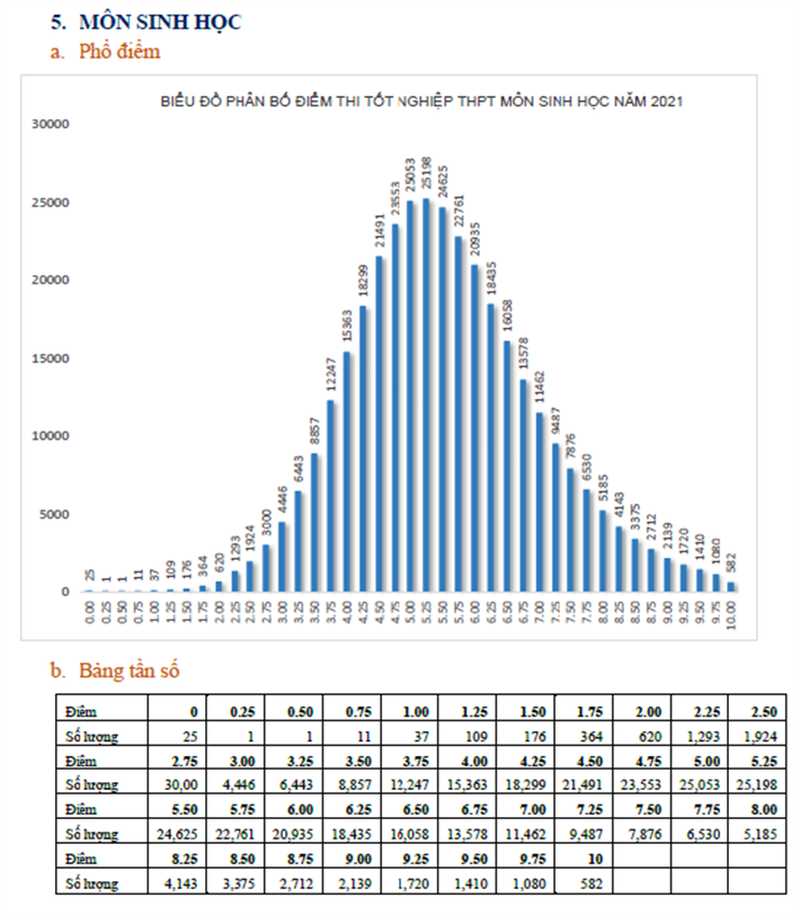 5. MÔN SINH HỌC
a. Phổ điểm
BIỂU ĐỒ PHÂN BỐ ĐIỂM THI TỐT NGHIỆP THPT MÔN SINH HỌC NĂM 2021
30000
25000
20000
15000
10000
5000
0
25 1 1 11 37 109 176 364 620 1293 1924 3000 4446 6443 8857 12247 15363 18299 21491 23553 25053 25198 24625 22761 20935 18435 16058 13578 11462 9487 7876 6530 5185 4143 3375 2712 2139 1720 1410 1080 582
0.00 0.25 0.50 0.75 1.00 1.25 1.50 1.75 2.00 2.25 2.50 2.75 3.00 3.25 3.50 3.75 4.00 4.25 4.50 4.75 5.00 5.25 5.50 5.75 6.00 6.25 6.50 6.75 7.00 7.25 7.50 7.75 8.00 8.25 8.50 8.75 9.00 9.25 9.50 9.75 10.00
b. Bảng tần số
Điểm 0 0.25 0.50 0.75 1.00 1.25 1.50 1.75 2.00 2.25 2.50
Số lượng 25 1 1 11 37 109 176 364 620 1,293 1,924
Điểm 2.75 3.00 3.25 3.50 3.75 4.00 4.25 4.50 4.75 5.00 5.25
Số lượng 30,00 4,446 6,443 8,857 12,247 15,363 18,299 21,491 23,553 25,053 25,198
Điểm 5.50 5.75 6.00 6.25 6.50 6.75 7.00 7.25 7.50 7.75 8.00
Số lượng 24,625 22,761 20,935 18,435 16,058 13,578 11,462 9,487 7,876 6,530 5,185
Điểm 8.25 8.50 8.75 9.00 9.25 9.50 9.75 10
Số lượng 4,143 3,375 2,712 2,139 1,720 1,410 1,080 582